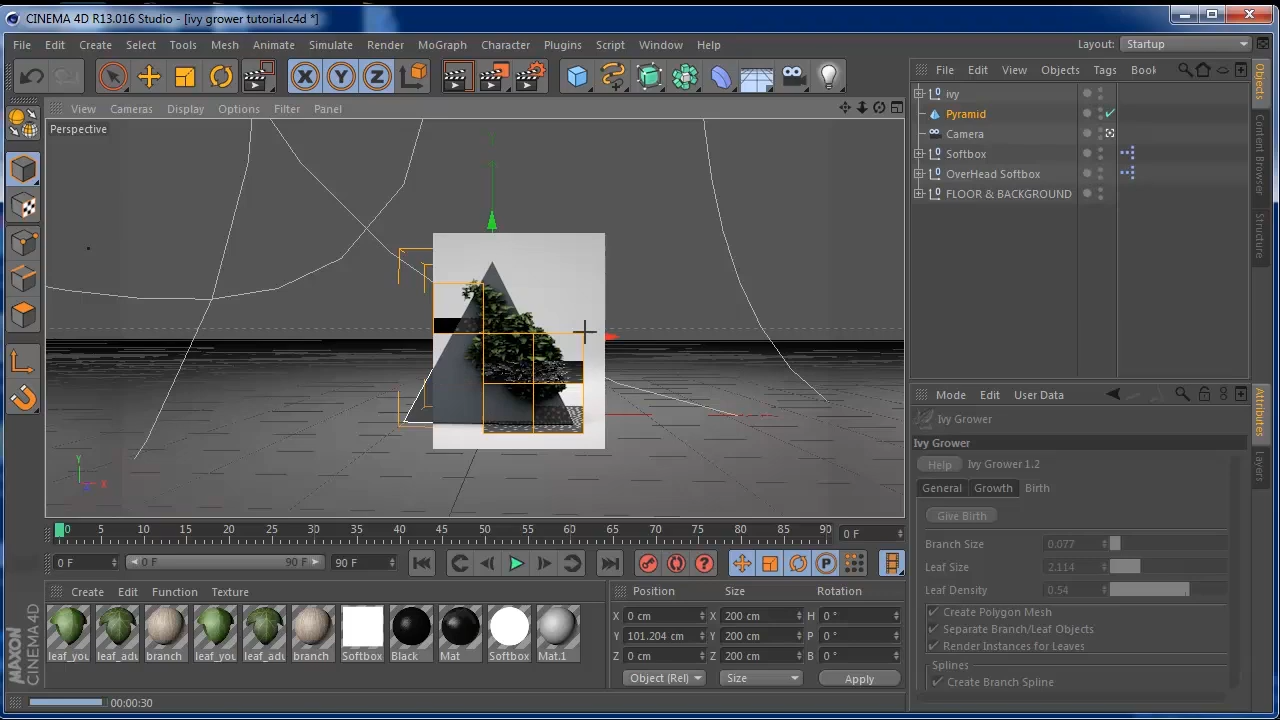 CINEMA 4D R13.016 Studio - [ivy grower tutorial.c4d *]
File Edit Create Select Tools Mesh Animate Simulate Render MoGraph Character Plugins Script Window Help
Layout: Startup
X Y Z
File Edit View Objects Tags Book
View Cameras Display Options Filter Panel
Perspective
ivy
Pyramid
Camera
Softbox
OverHead Softbox
FLOOR & BACKGROUND
Objects
Content Browser
Structure
Mode Edit User Data
Ivy Grower
Ivy Grower
Help Ivy Grower 1.2
General Growth Birth
Give Birth
Branch Size 0.077
Leaf Size 2.114
Leaf Density 0.54
Create Polygon Mesh
Separate Branch/Leaf Objects
Render Instances for Leaves
Splines
Create Branch Spline
Attributes
Layers
Y
X
0 5 10 15 20 25 30 35 40 45 50 55 60 65 70 75 80 85 90 0 F
0 F 0 F 90 F 90 F
P
Create Edit Function Texture
leaf_you leaf_adu branch leaf_you leaf_adu branch Softbox Black Mat Softbox Mat.1
Position Size Rotation
X 0 cm X 200 cm H 0 °
Y 101.204 cm Y 200 cm P 0 °
Z 0 cm Z 200 cm B 0 °
Object (Rel) Size Apply
MAXON
CINEMA 4D
00:00:30